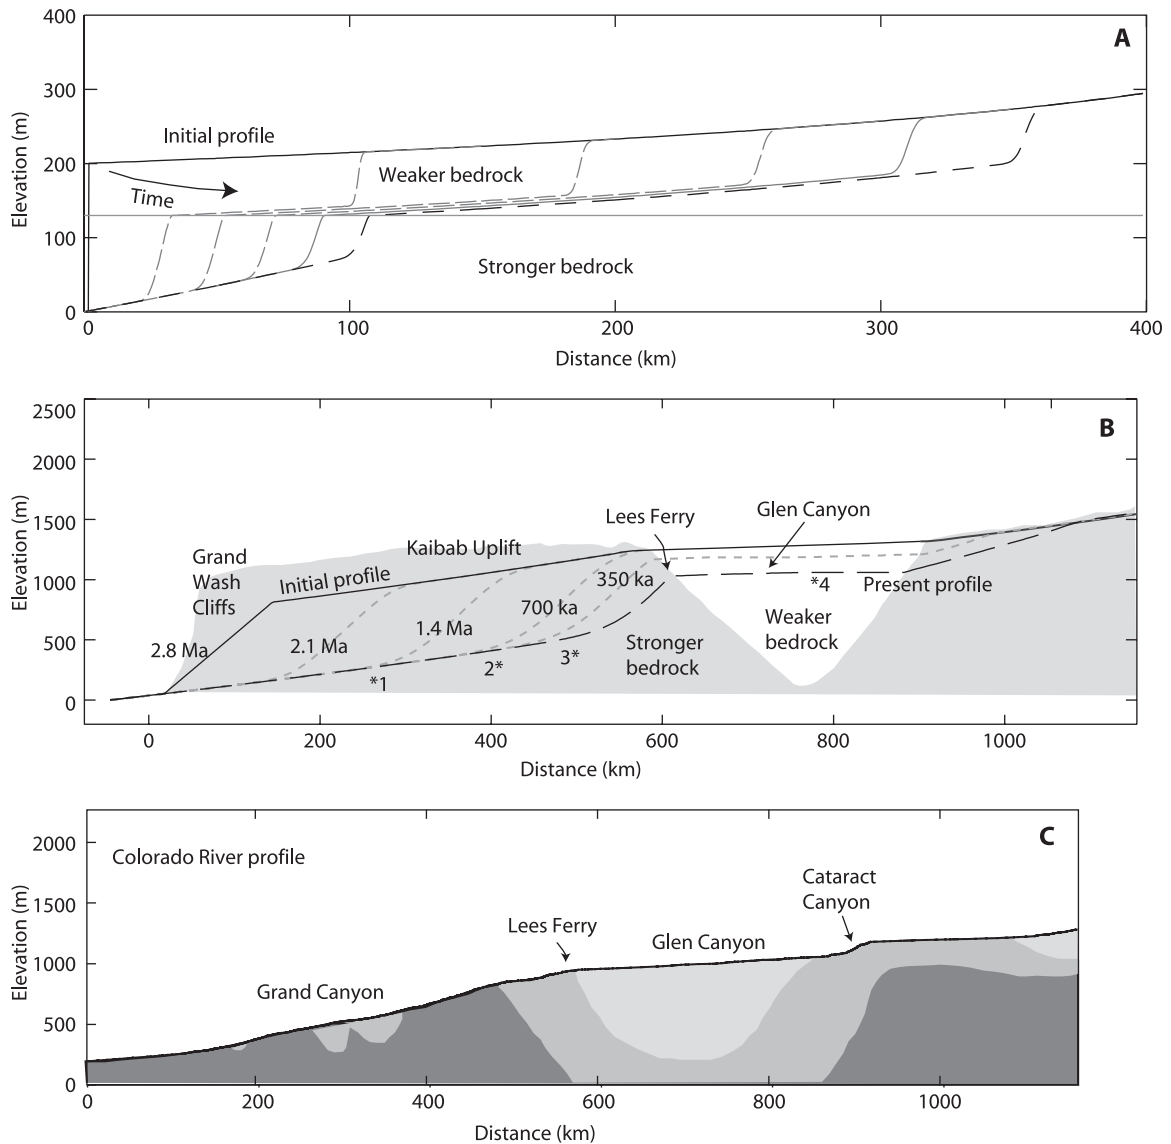 400
A
300
Elevation (m)
Initial profile
200
Weaker bedrock
Time
100
Stronger bedrock
0
0
100
200
300
400
Distance (km)
2500
B
2000
Elevation (m)
Glen Canyon
1500
Lees Ferry
Grand
Wash
Cliffs
Kaibab Uplift
Initial profile
1000
350 ka
*4
Present profile
700 ka
Weaker
bedrock
1.4 Ma
2.1 Ma
2.8 Ma
Stronger
bedrock
500
*1
2*
3*
0
0
200
400
600
800
1000
Distance (km)
2000
C
Colorado River profile
Elevation (m)
Cataract
Canyon
1500
Lees Ferry
Glen Canyon
1000
Grand Canyon
500
0
0
200
400
600
800
1000
Distance (km)